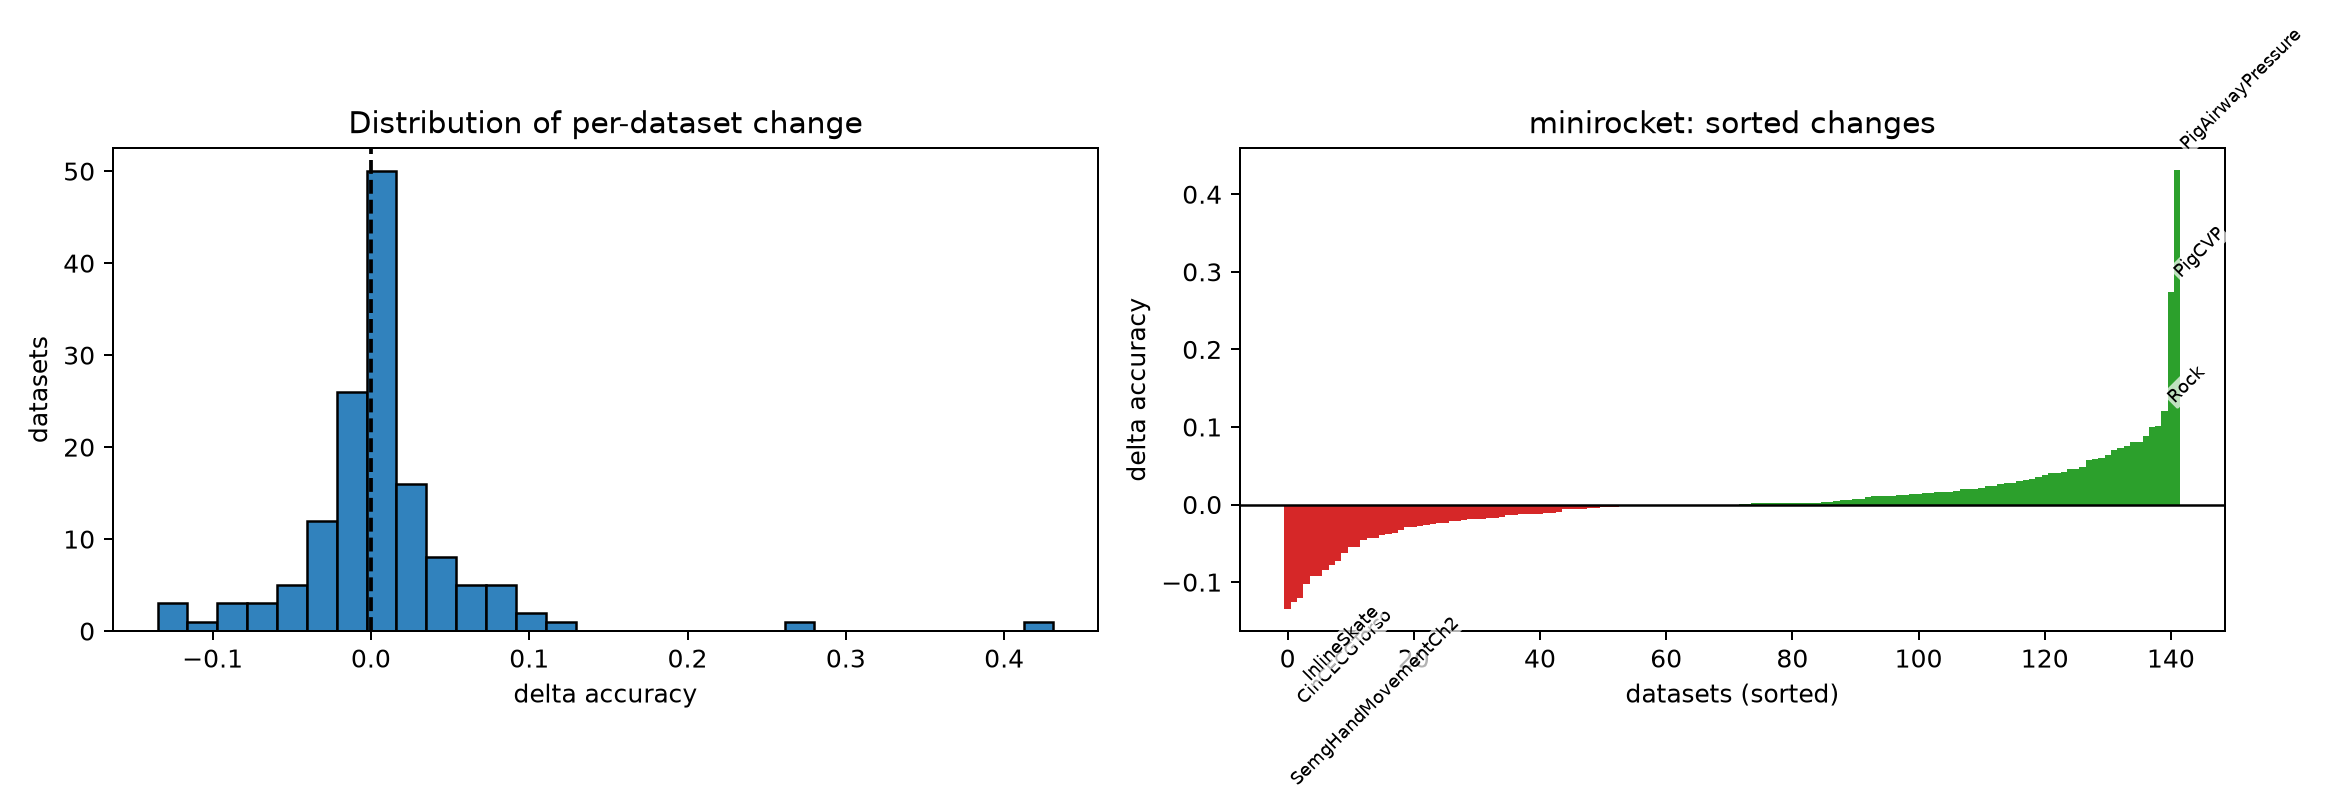 Distribution of per-dataset change
datasets
50
40
30
20
10
0
−0.1
0.0
0.1
0.2
0.3
0.4
delta accuracy
minirocket: sorted changes
delta accuracy
0.4
0.3
0.2
0.1
0.0
−0.1
PigAirwayPressure
PigCVP
Rock
InlineSkate
CinCECGTorso
SemgHandMovementCh2
0
20
40
60
80
100
120
140
datasets (sorted)